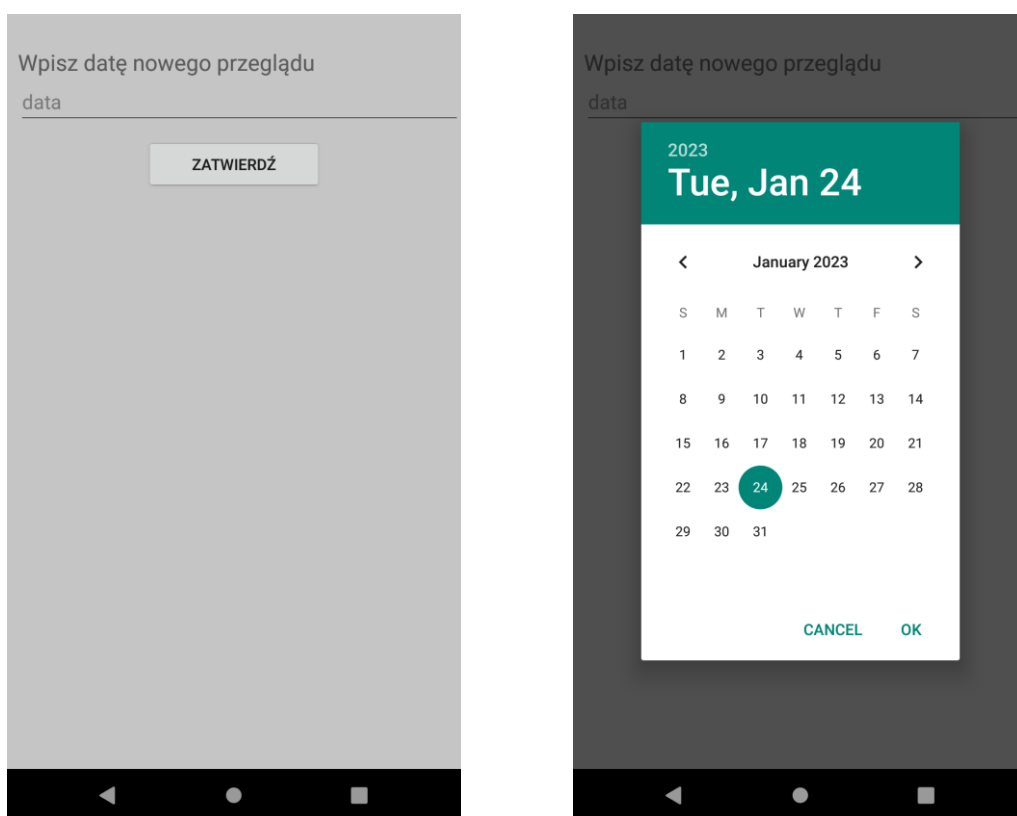 Wpisz datę nowego przeglądu
data
ZATWIERDŹ
Wpisz datę nowego przeglądu
data
2023
Tue, Jan 24
January 2023
S M T W T F S
1 2 3 4 5 6 7
8 9 10 11 12 13 14
15 16 17 18 19 20 21
22 23 24 25 26 27 28
29 30 31
CANCEL OK